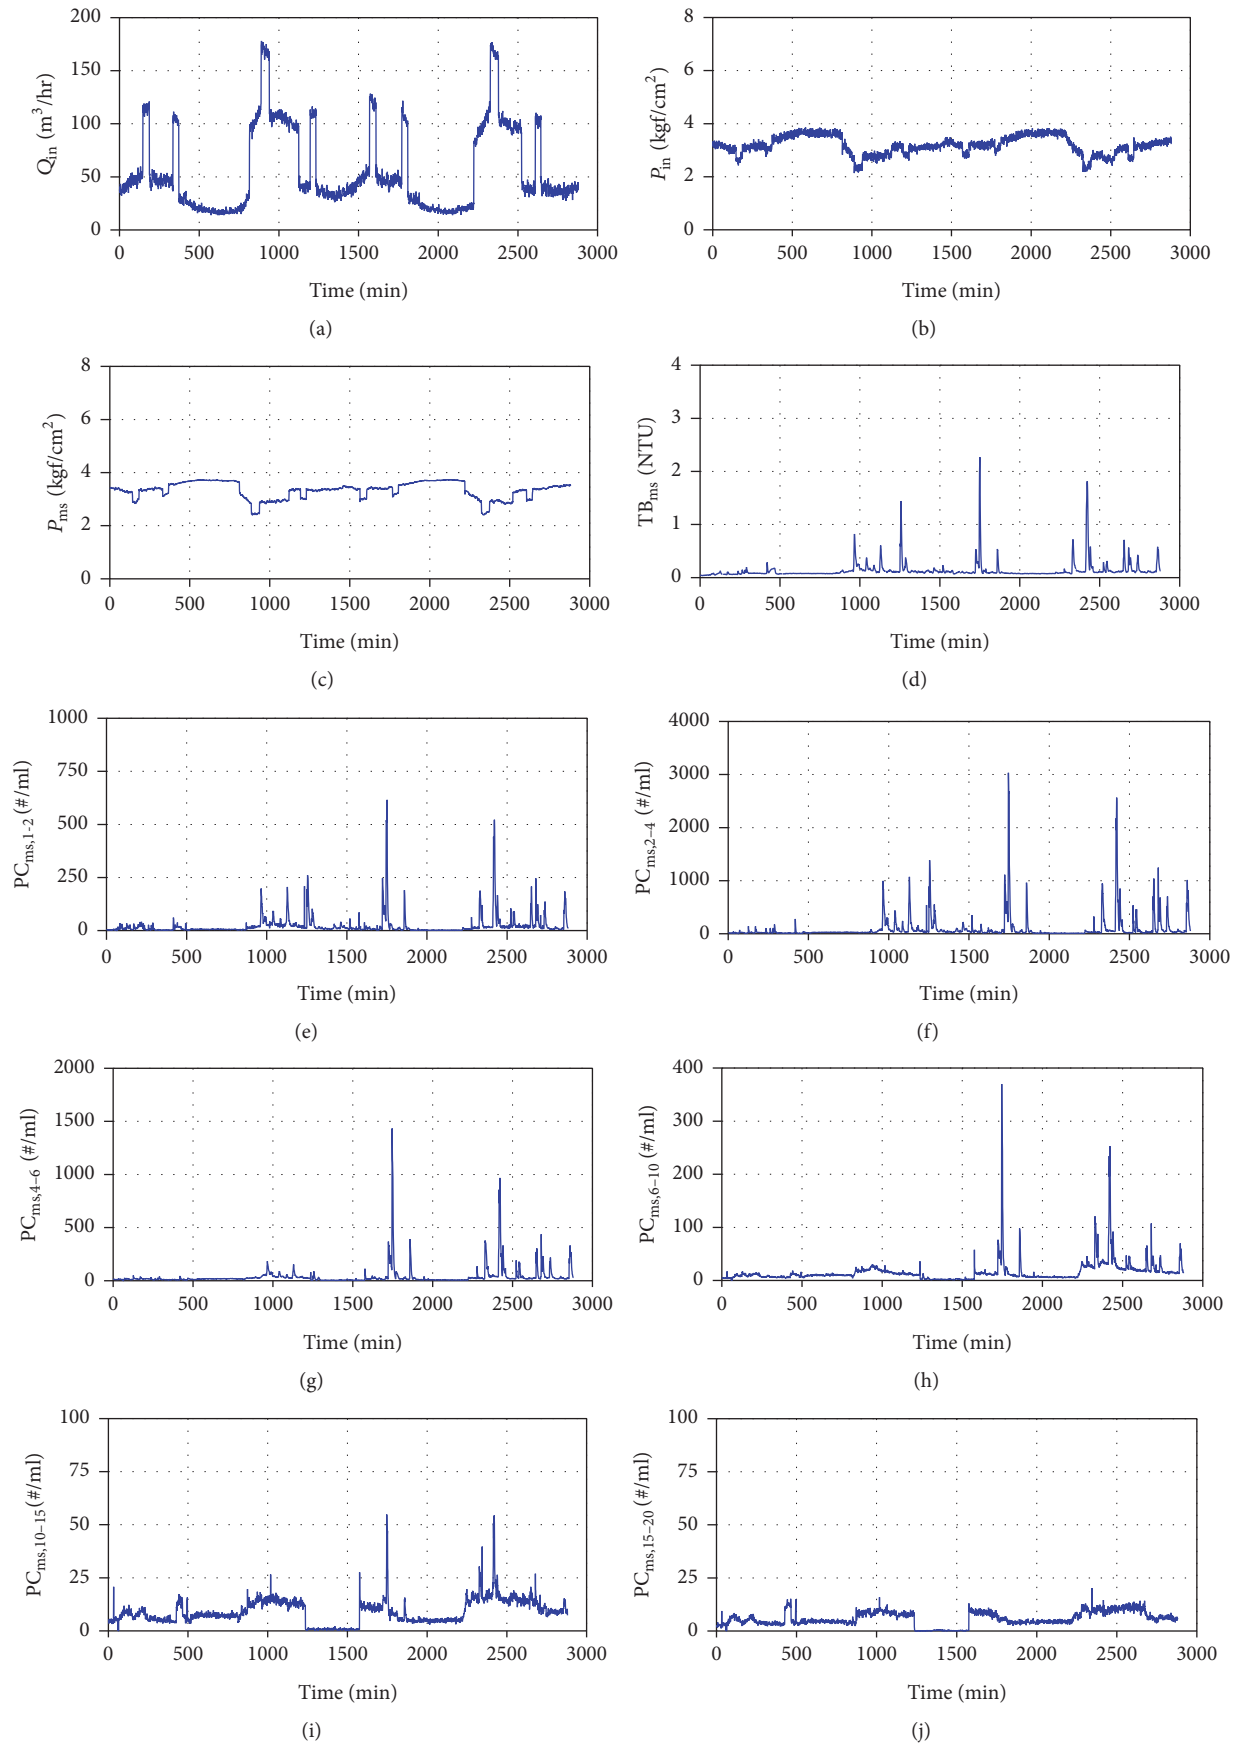 200
150
100
50
0
Q_in (m^3/hr)
0 500 1000 1500 2000 2500 3000
Time (min)
(a)
8
6
4
2
0
P_in (kgf/cm^2)
0 500 1000 1500 2000 2500 3000
Time (min)
(b)
8
6
4
2
0
P_ms (kgf/cm^2)
0 500 1000 1500 2000 2500 3000
Time (min)
(c)
4
3
2
1
0
TB_ms (NTU)
0 500 1000 1500 2000 2500 3000
Time (min)
(d)
1000
750
500
250
0
PC_ms,1-2 (#/ml)
0 500 1000 1500 2000 2500 3000
Time (min)
(e)
4000
3000
2000
1000
0
PC_ms,2–4 (#/ml)
0 500 1000 1500 2000 2500 3000
Time (min)
(f)
2000
1500
1000
500
0
PC_ms,4–6 (#/ml)
0 500 1000 1500 2000 2500 3000
Time (min)
(g)
400
300
200
100
0
PC_ms,6–10 (#/ml)
0 500 1000 1500 2000 2500 3000
Time (min)
(h)
100
75
50
25
0
PC_ms,10–15 (#/ml)
0 500 1000 1500 2000 2500 3000
Time (min)
(i)
100
75
50
25
0
PC_ms,15–20 (#/ml)
0 500 1000 1500 2000 2500 3000
Time (min)
(j)